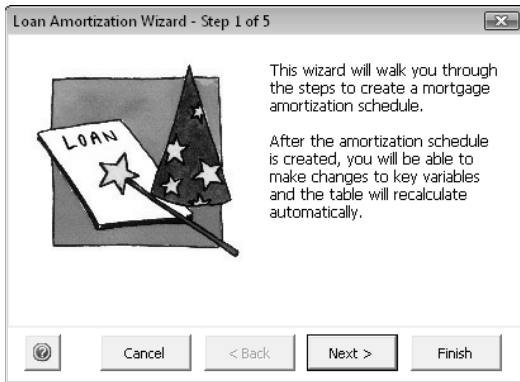 Loan Amortization Wizard - Step 1 of 5
This wizard will walk you through
the steps to create a mortgage
amortization schedule.
After the amortization schedule
is created, you will be able to
make changes to key variables
and the table will recalculate
automatically.
LOAN
Cancel < Back Next > Finish